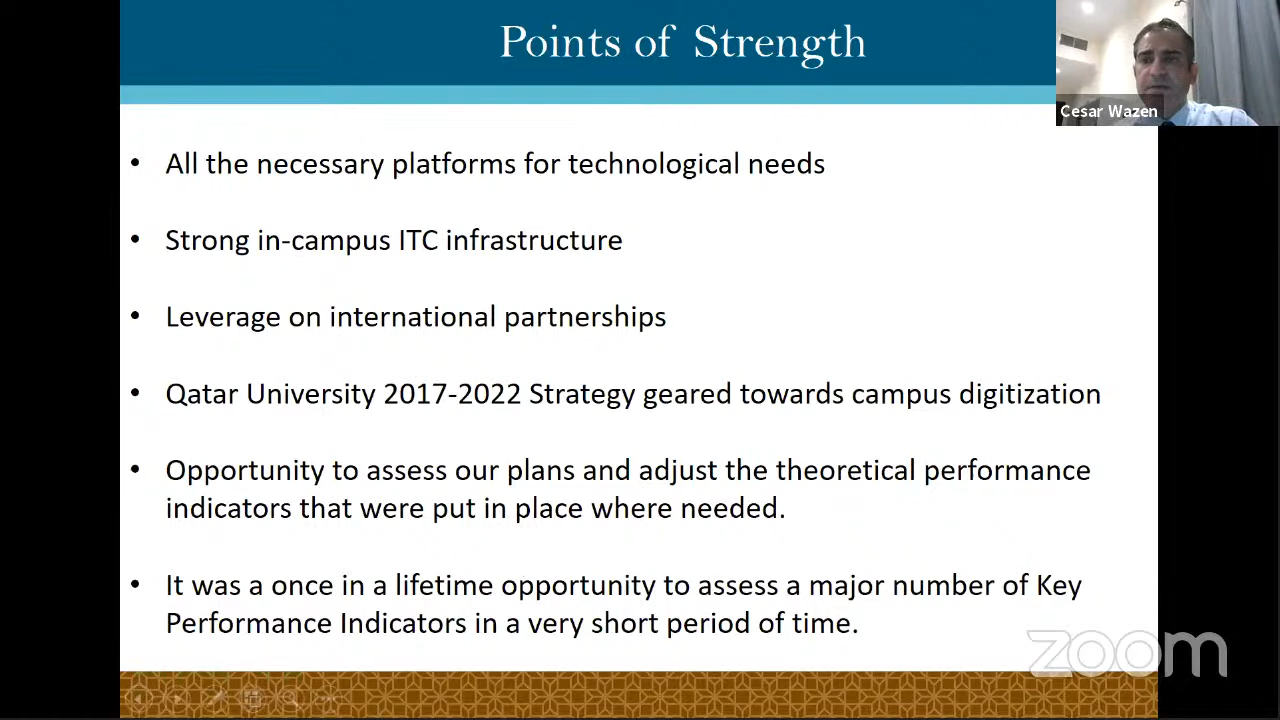 Points of Strength
Cesar Wazen
• All the necessary platforms for technological needs
• Strong in-campus ITC infrastructure
• Leverage on international partnerships
• Qatar University 2017-2022 Strategy geared towards campus digitization
• Opportunity to assess our plans and adjust the theoretical performance
indicators that were put in place where needed.
• It was a once in a lifetime opportunity to assess a major number of Key
Performance Indicators in a very short period of time.
zoom